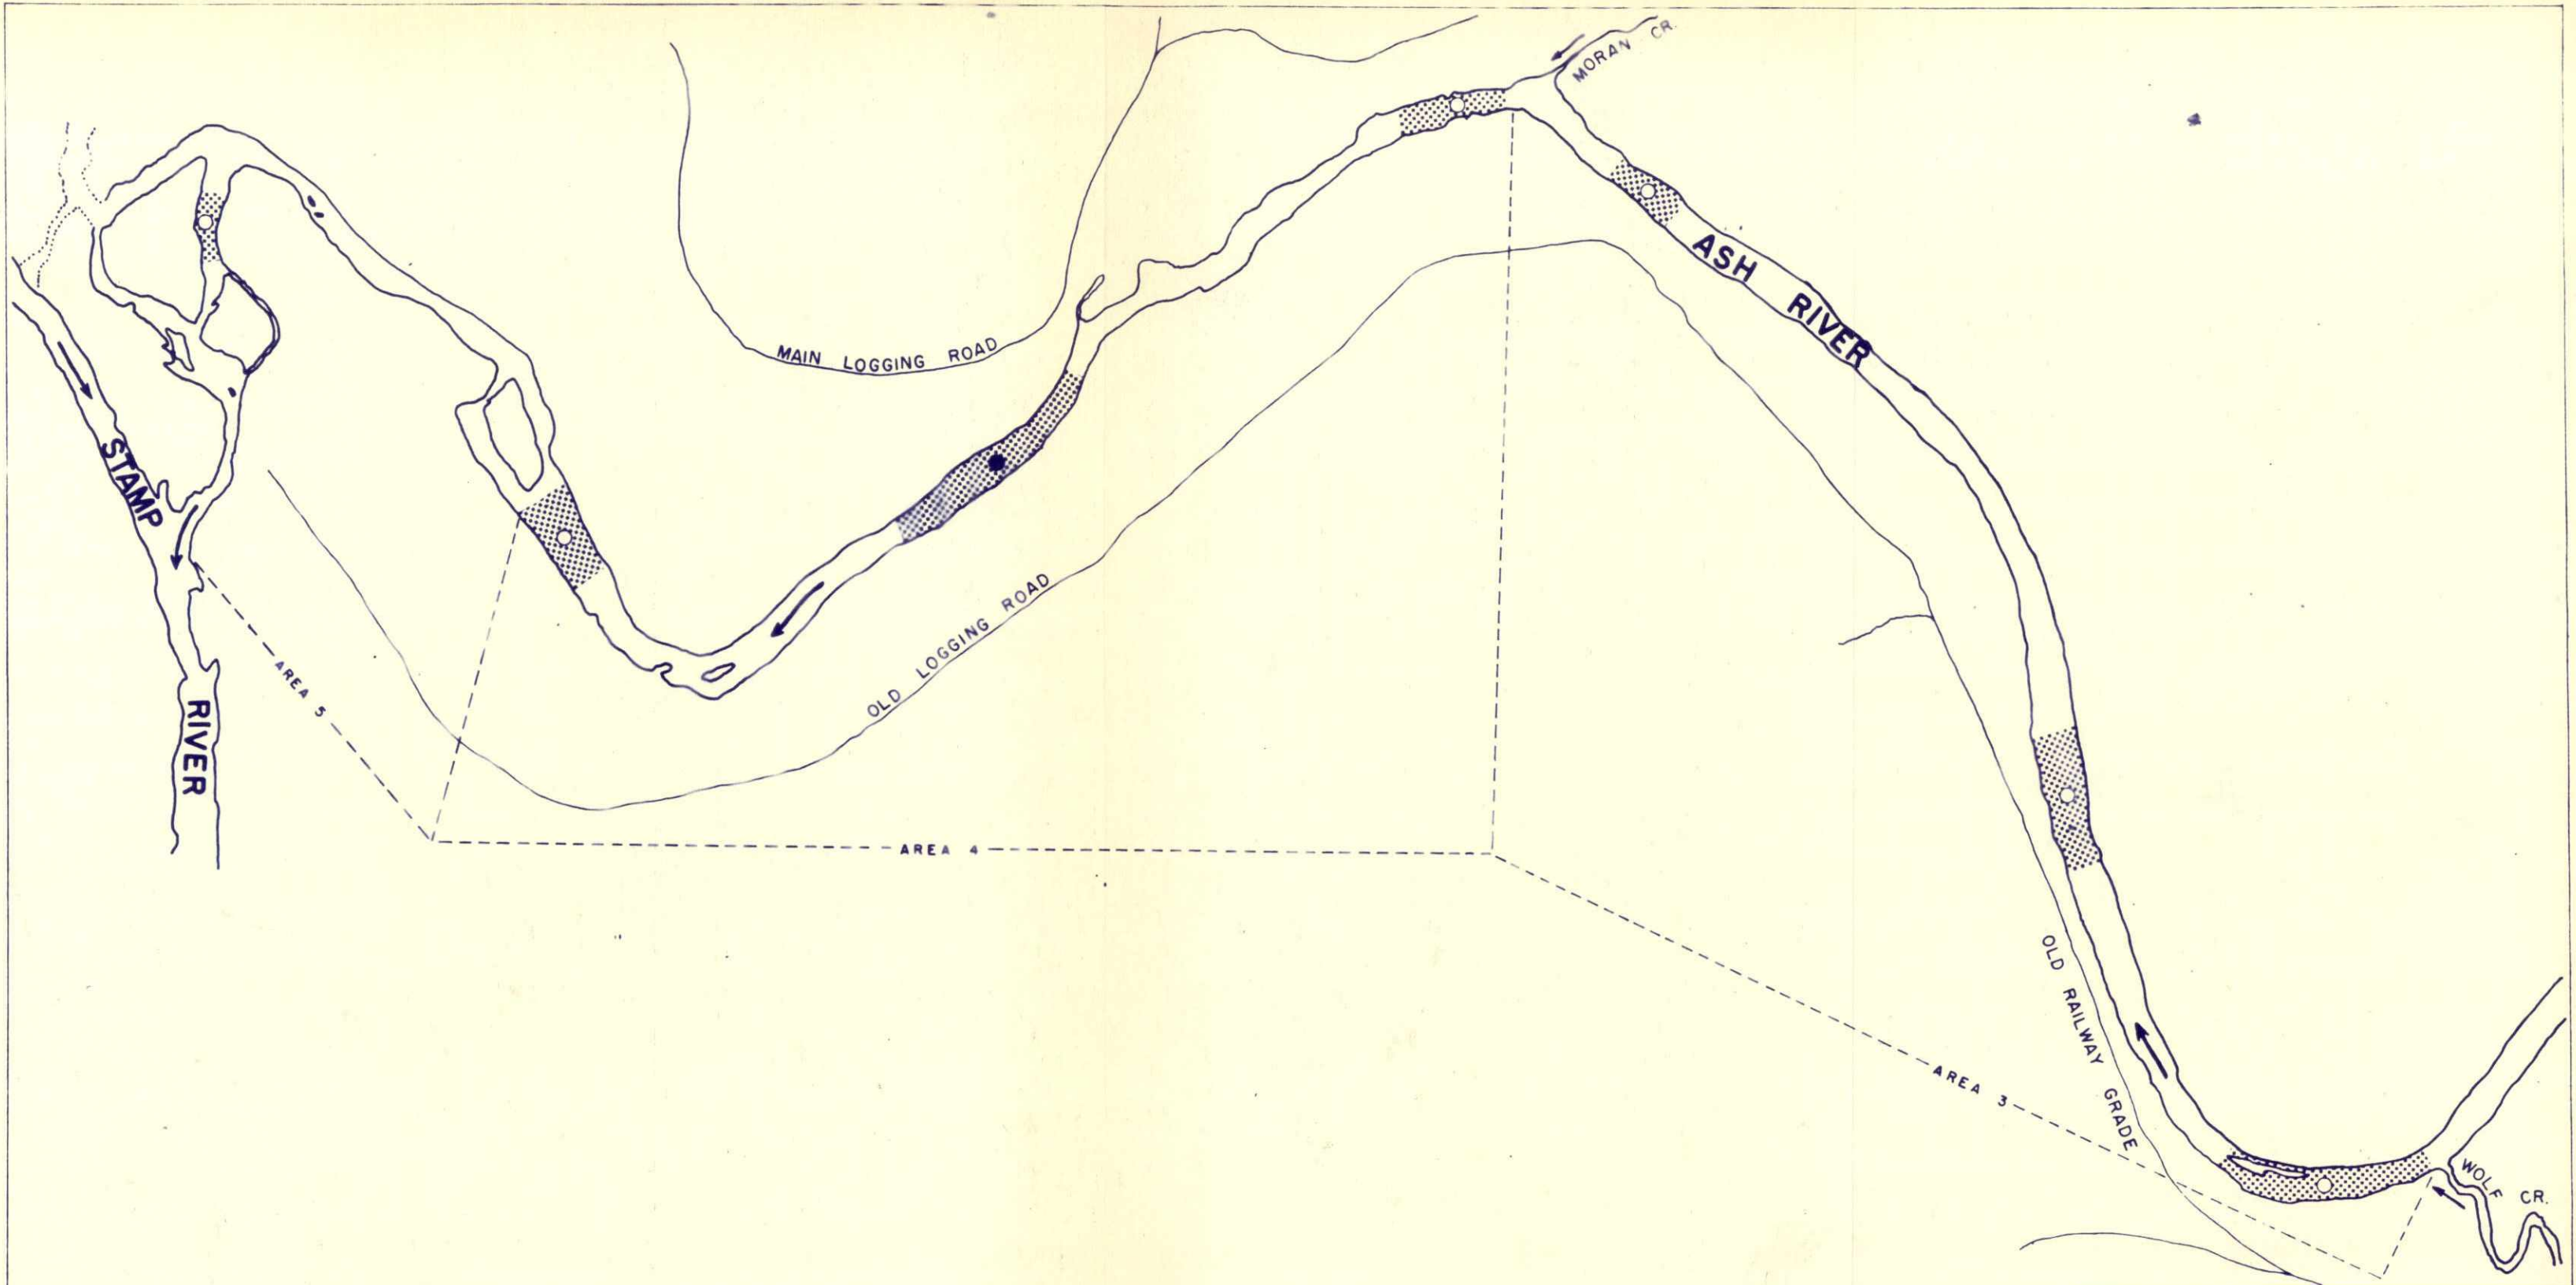 MORAN CR.
ASH RIVER
MAIN LOGGING ROAD
STAMP RIVER
OLD LOGGING ROAD
AREA 5
AREA 4
AREA 3
OLD RAILWAY GRADE
WOLF CR.